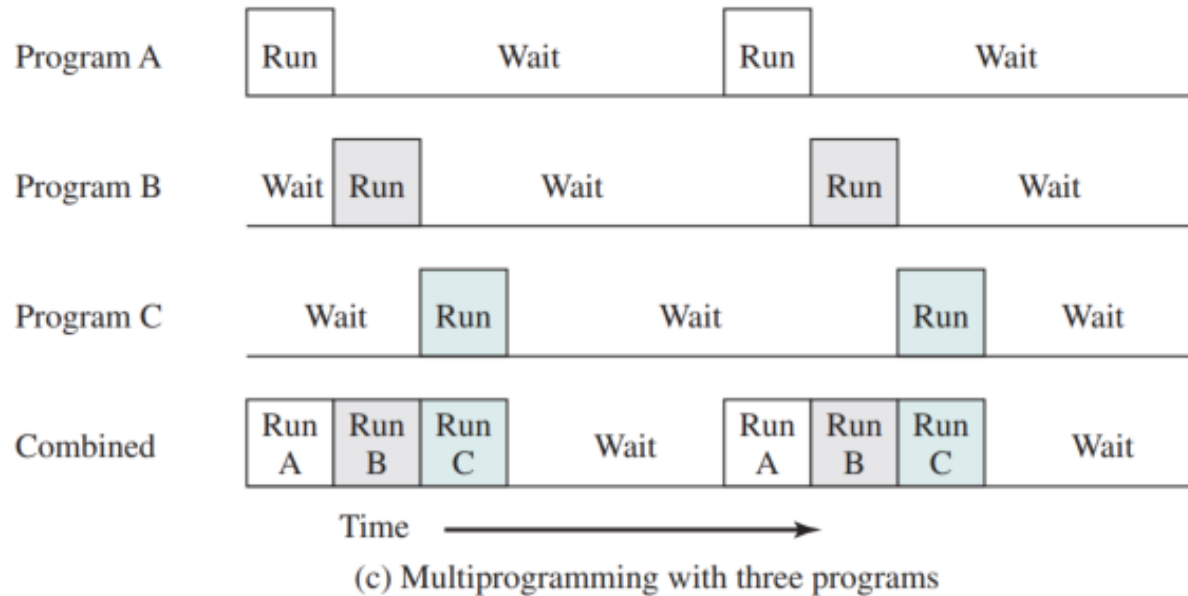 Program A Run Wait Run Wait
Program B Wait Run Wait Run Wait
Program C Wait Run Wait Run Wait
Combined Run A Run B Run C Wait Run A Run B Run C Wait
Time
(c) Multiprogramming with three programs